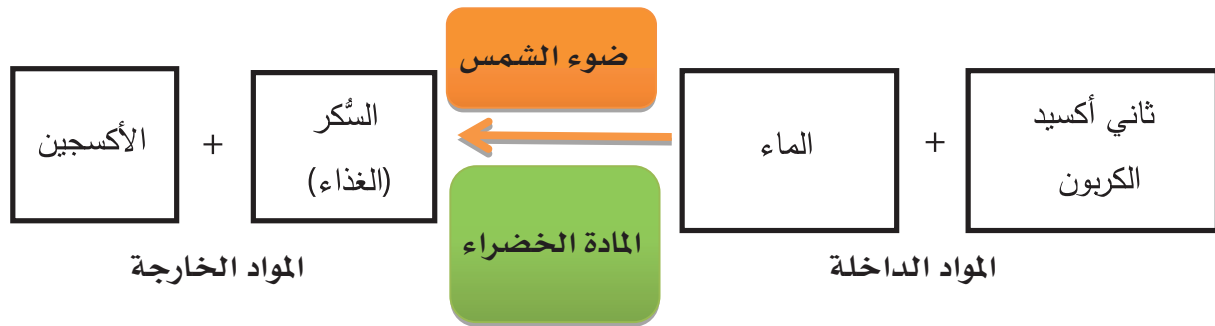 ثاني أكسيد
الكربون
+
الماء
ضوء الشمس
المادة الخضراء
السُّكر
(الغذاء)
+
الأكسجين
المواد الداخلة
المواد الخارجة